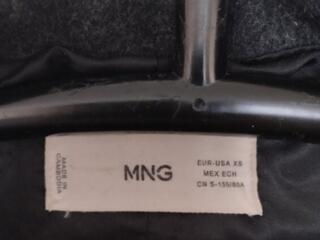 MADE IN
CAMBODIA
MNG
EUR-USA XS
MEX ECH
CN S-155/80A